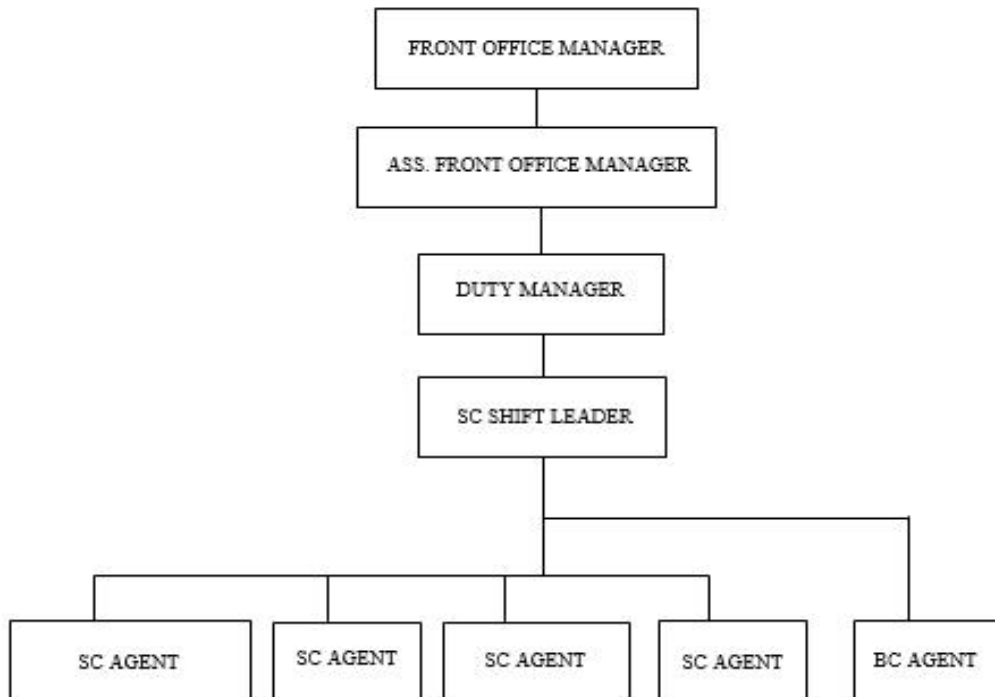 FRONT OFFICE MANAGER
ASS. FRONT OFFICE MANAGER
DUTY MANAGER
SC SHIFT LEADER
SC AGENT
SC AGENT
SC AGENT
SC AGENT
BC AGENT